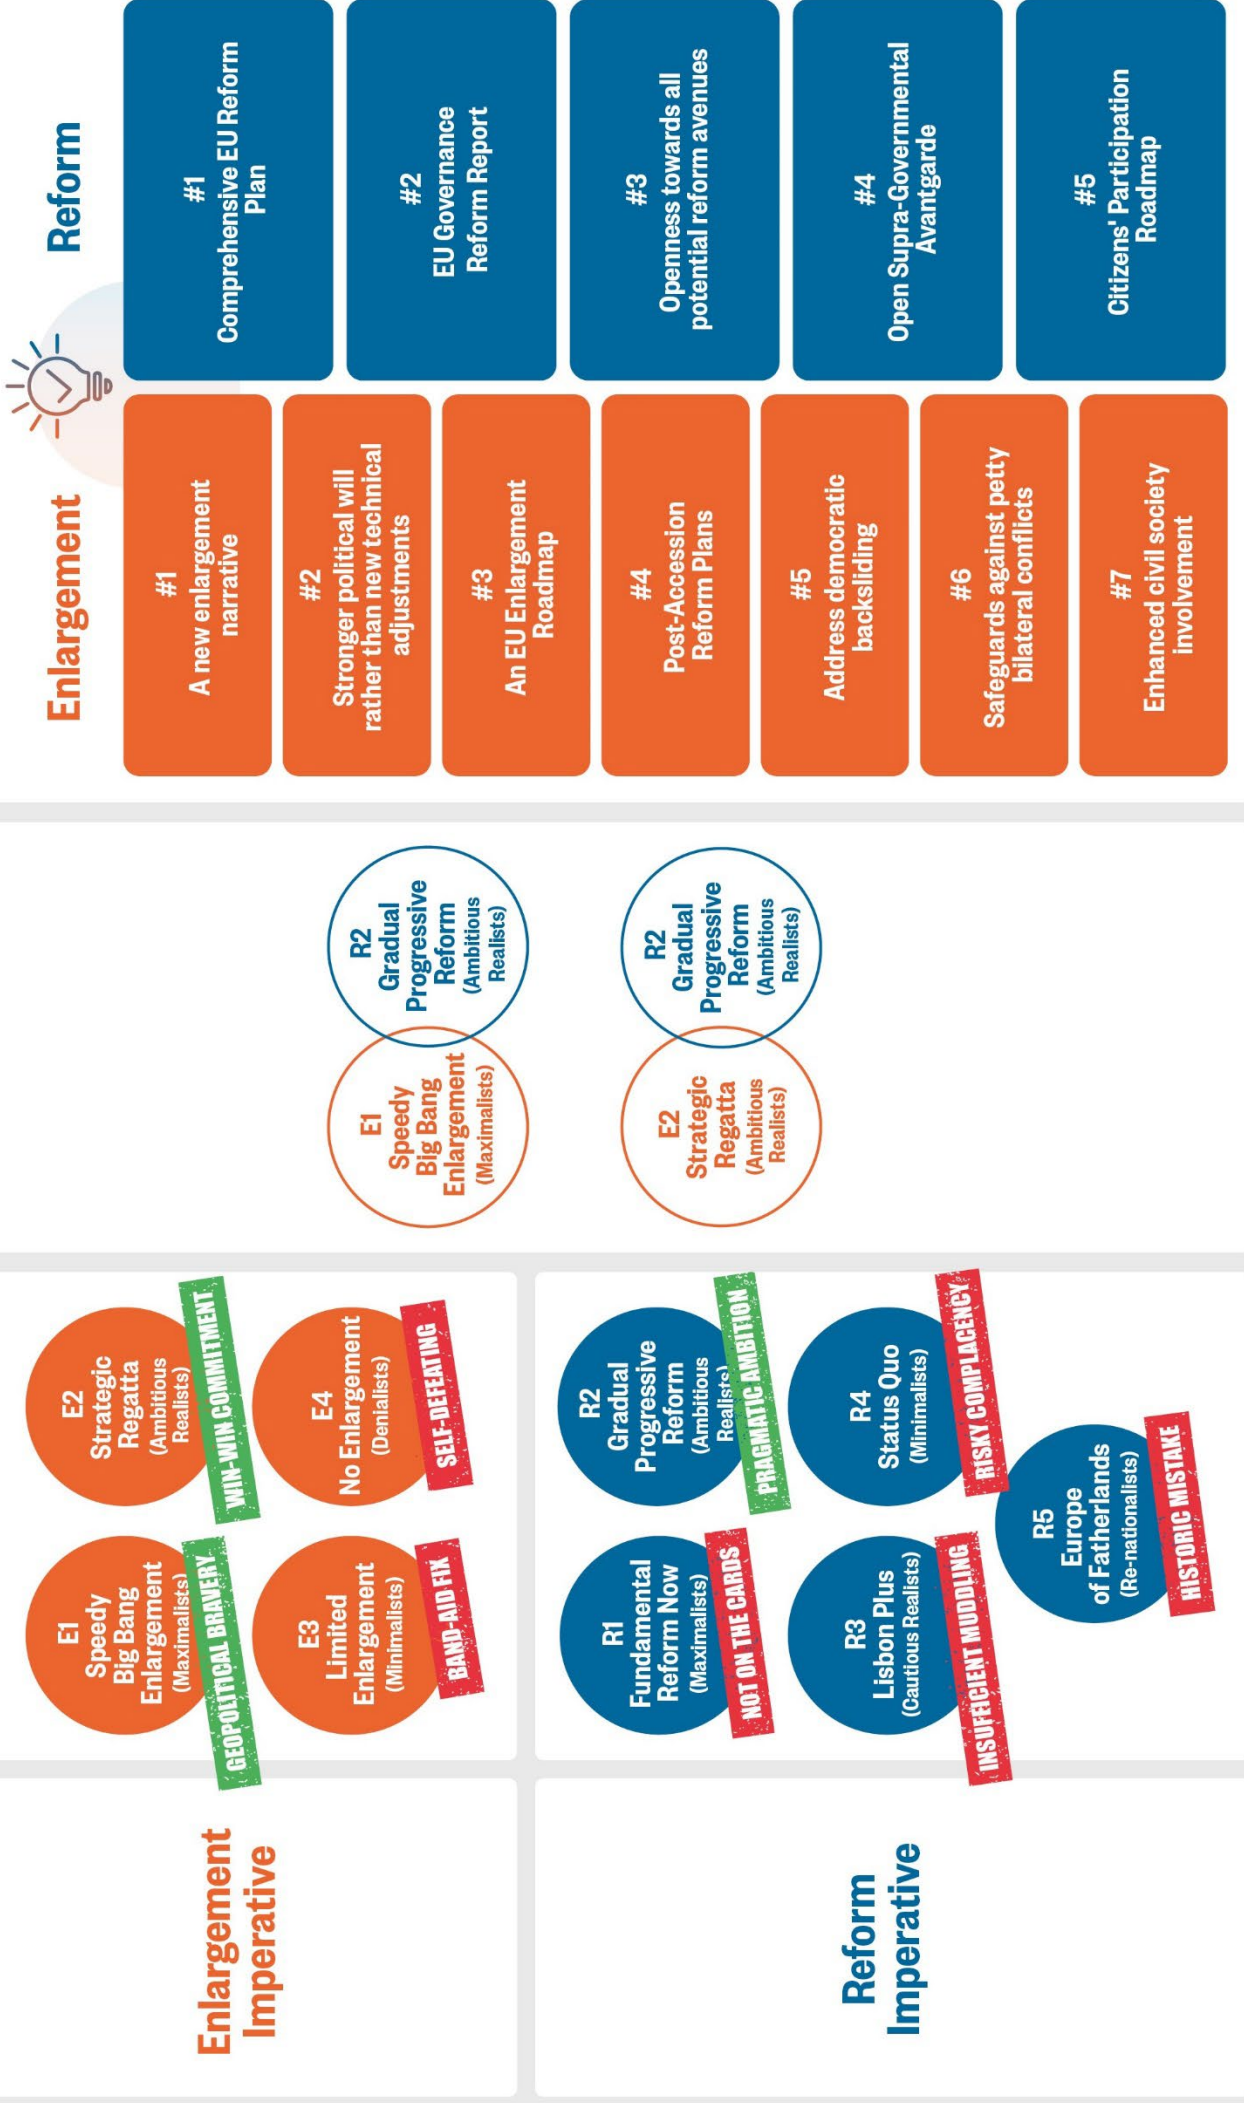 Enlargement
Imperative
E1
Speedy
Big Bang
Enlargement
(Maximalists)
GEOPOLITICAL BRAVERY
E2
Strategic
Regatta
(Ambitious
Realists)
WIN-WIN COMMITMENT
E3
Limited
Enlargement
(Minimalists)
BAND-AID FIX
E4
No Enlargement
(Denialists)
SELF-DEFEATING
Reform
Imperative
R1
Fundamental
Reform Now
(Maximalists)
NOT ON THE CARDS
R2
Gradual
Progressive
Reform
(Ambitious
Realists)
PRAGMATIC AMBITION
R3
Lisbon Plus
(Cautious Realists)
INSUFICIENT MUDDLING
R4
Status Quo
(Minimalists)
RISKY COMPLACENCY
R5
Europe
of Fatherlands
(Re-nationalists)
HISTORIC MISTAKE
E1
Speedy
Big Bang
Enlargement
(Maximalists)
R2
Gradual
Progressive
Reform
(Ambitious
Realists)
E2
Strategic
Regatta
(Ambitious
Realists)
R2
Gradual
Progressive
Reform
(Ambitious
Realists)
Enlargement
#1
A new enlargement
narrative
#2
Stronger political will
rather than new technical
adjustments
#3
An EU Enlargement
Roadmap
#4
Post-Accession
Reform Plans
#5
Address democratic
backsliding
#6
Safeguards against petty
bilateral conflicts
#7
Enhanced civil society
involvement
Reform
#1
Comprehensive EU Reform
Plan
#2
EU Governance
Reform Report
#3
Openness towards all
potential reform avenues
#4
Open Supra-Governmental
Avantgarde
#5
Citizens' Participation
Roadmap